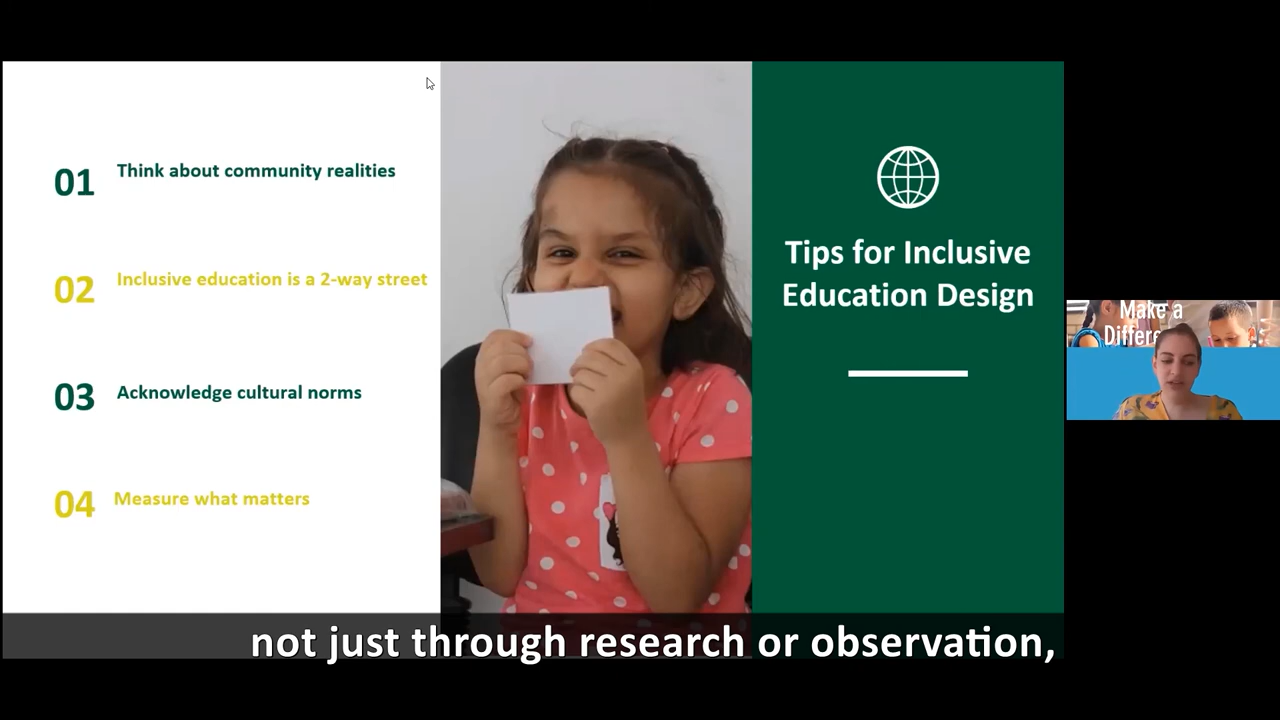 01 Think about community realities
02 Inclusive education is a 2-way street
03 Acknowledge cultural norms
04 Measure what matters
Tips for Inclusive
Education Design
Make a
not just through research or observation,